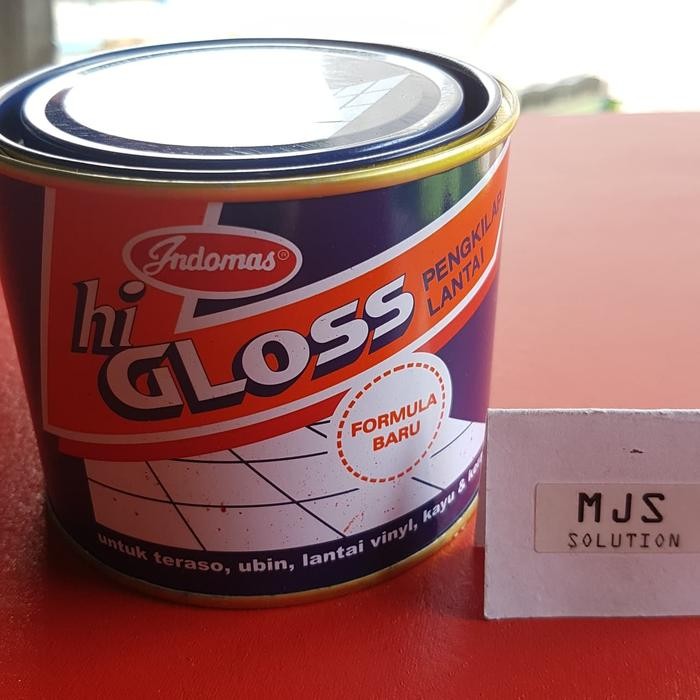 Indomas®
hi
GLOSS
PENGKILAP
LANTAI
FORMULA
BARU
untuk teraso, ubin, lantai vinyl, kayu &
MJS
SOLUTION